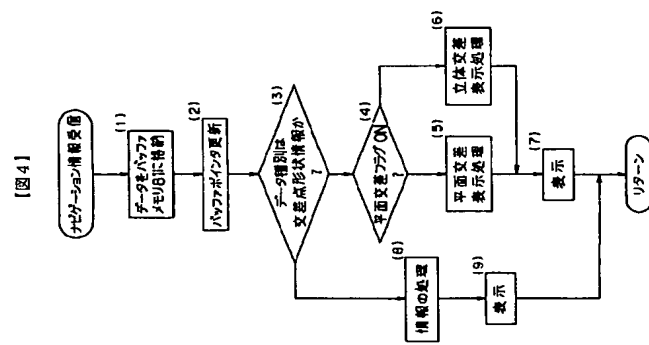 【図4】
ナビゲーション情報受信
(1)
データをバッファ
メモリ81に格納
(2)
バッファポインタ更新
(3)
データ種別は
交差点形状情報か
?
(4)
平面交差フラグON
?
(5)
平面交差
表示処理
(6)
立体交差
表示処理
(7)
表示
(8)
情報の処理
(9)
表示
リターン